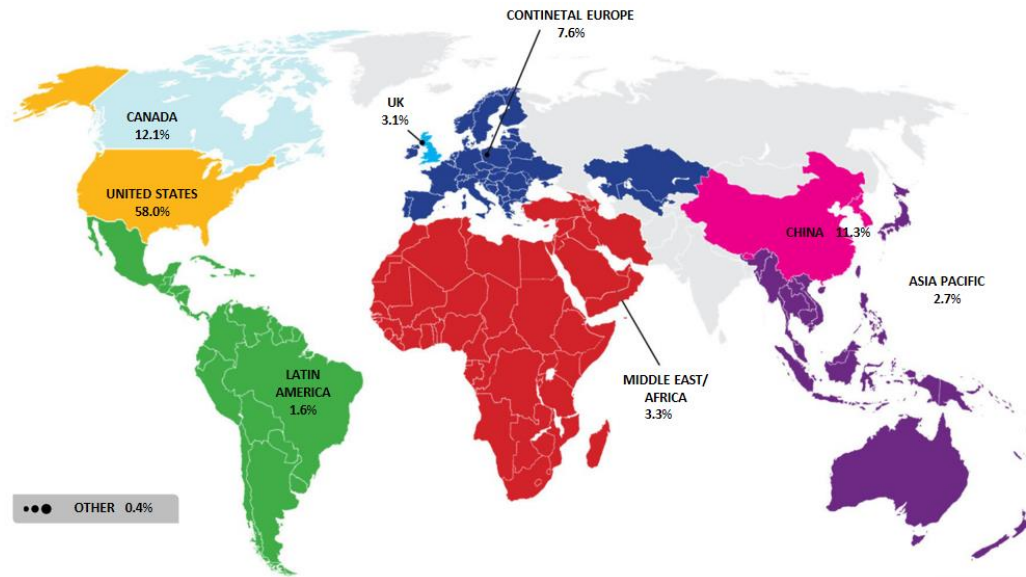 CONTINETAL EUROPE
7.6%
UK
3.1%
CANADA
12.1%
UNITED STATES
58.0%
CHINA 11.3%
ASIA PACIFIC
2.7%
MIDDLE EAST/
AFRICA
3.3%
LATIN
AMERICA
1.6%
OTHER 0.4%